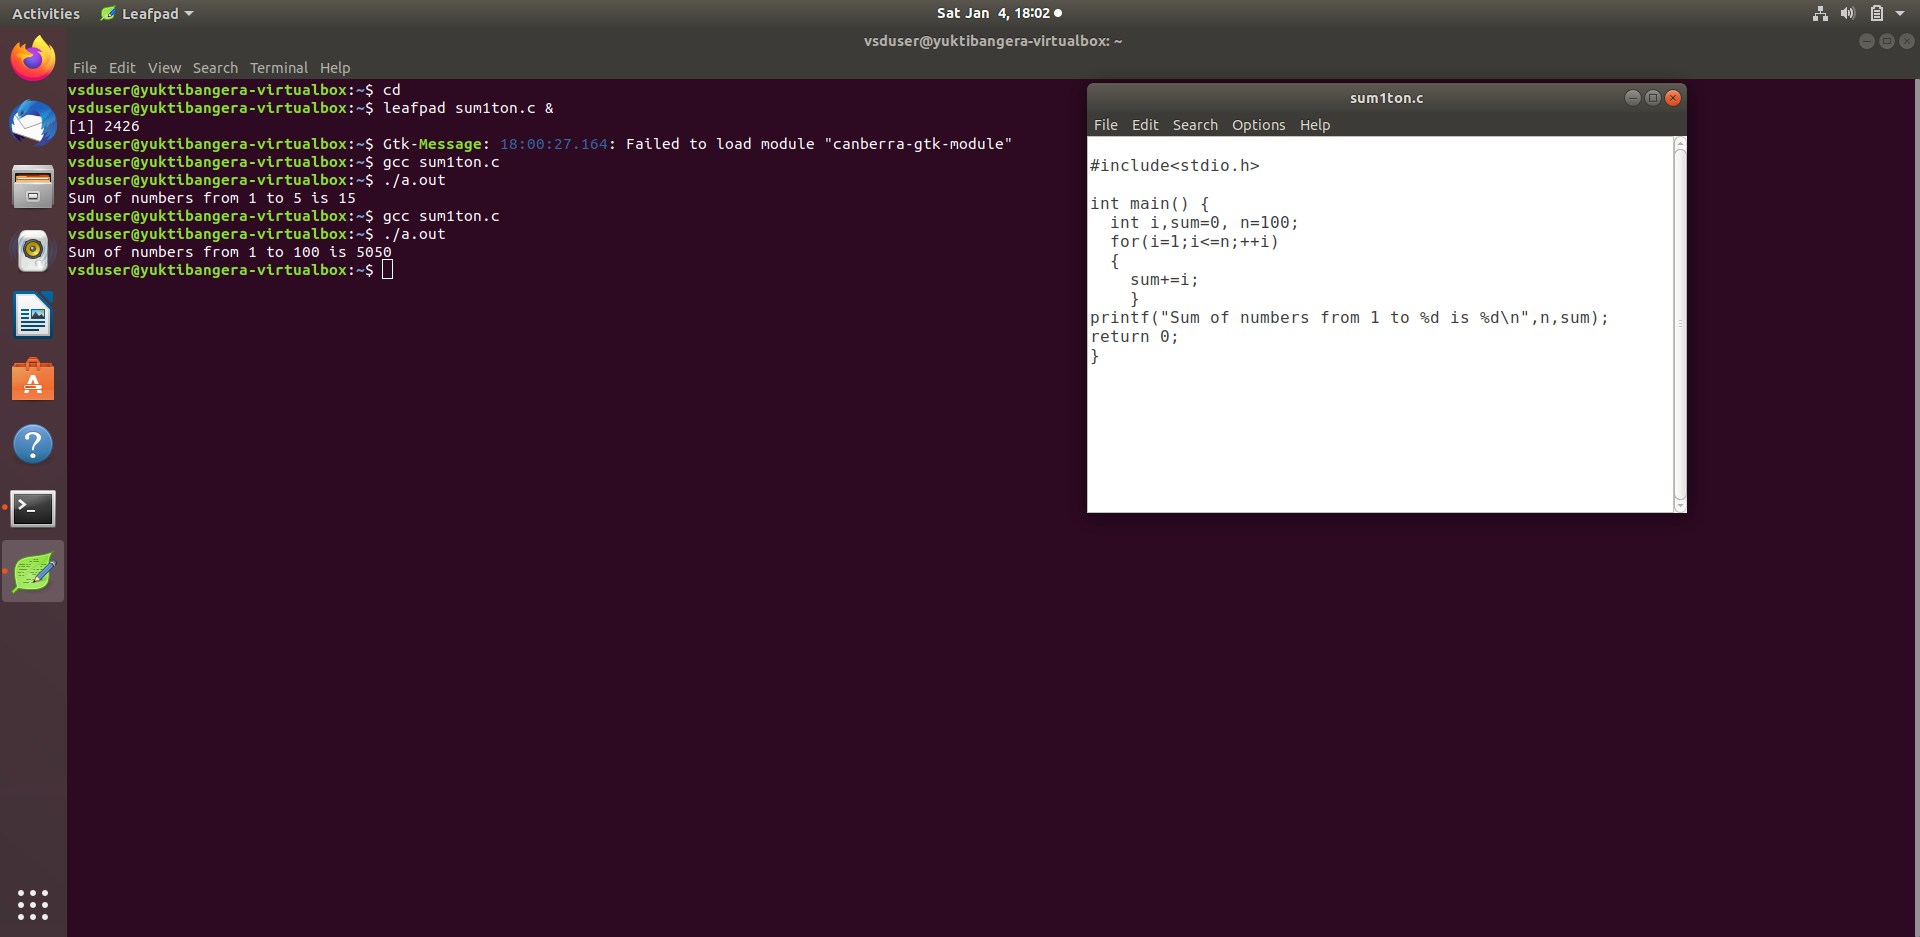 Activities Leafpad Sat Jan 4, 18:02
vsduser@yuktibangera-virtualbox: ~
File Edit View Search Terminal Help
vsduser@yuktibangera-virtualbox:~$ cd
vsduser@yuktibangera-virtualbox:~$ leafpad sum1ton.c &
[1] 2426
vsduser@yuktibangera-virtualbox:~$ Gtk-Message: 18:00:27.164: Failed to load module "canberra-gtk-module"
vsduser@yuktibangera-virtualbox:~$ gcc sum1ton.c
vsduser@yuktibangera-virtualbox:~$ ./a.out
Sum of numbers from 1 to 5 is 15
vsduser@yuktibangera-virtualbox:~$ gcc sum1ton.c
vsduser@yuktibangera-virtualbox:~$ ./a.out
Sum of numbers from 1 to 100 is 5050
vsduser@yuktibangera-virtualbox:~$
sum1ton.c
File Edit Search Options Help
#include<stdio.h>
int main() {
  int i,sum=0, n=100;
  for(i=1;i<=n;++i)
  {
    sum+=i;
    }
printf("Sum of numbers from 1 to %d is %d\n",n,sum);
return 0;
}